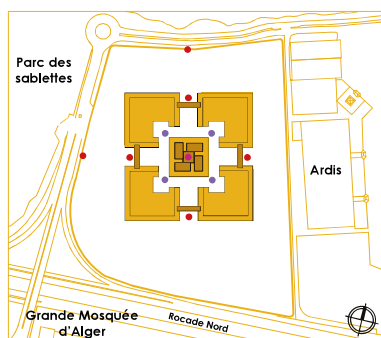 Parc des
sablettes
Ardis
Grande Mosquée
d'Alger
Rocade Nord